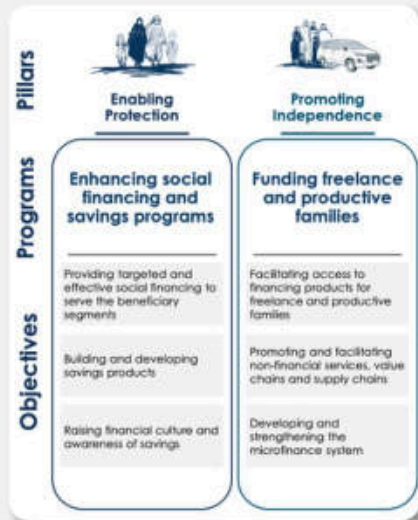 Pillars
Enabling
Protection
Promoting
Independence
Programs
Enhancing social
financing and
savings programs
Funding freelance
and productive
families
Objectives
Providing targeted and
effective social financing to
serve the beneficiary
segments
Facilitating access to
financing products for
freelance and productive
families
Building and developing
savings products
Promoting and facilitating
non-financial services, value
chains and supply chains
Raising financial culture and
awareness of savings
Developing and
strengthening the
microfinance system